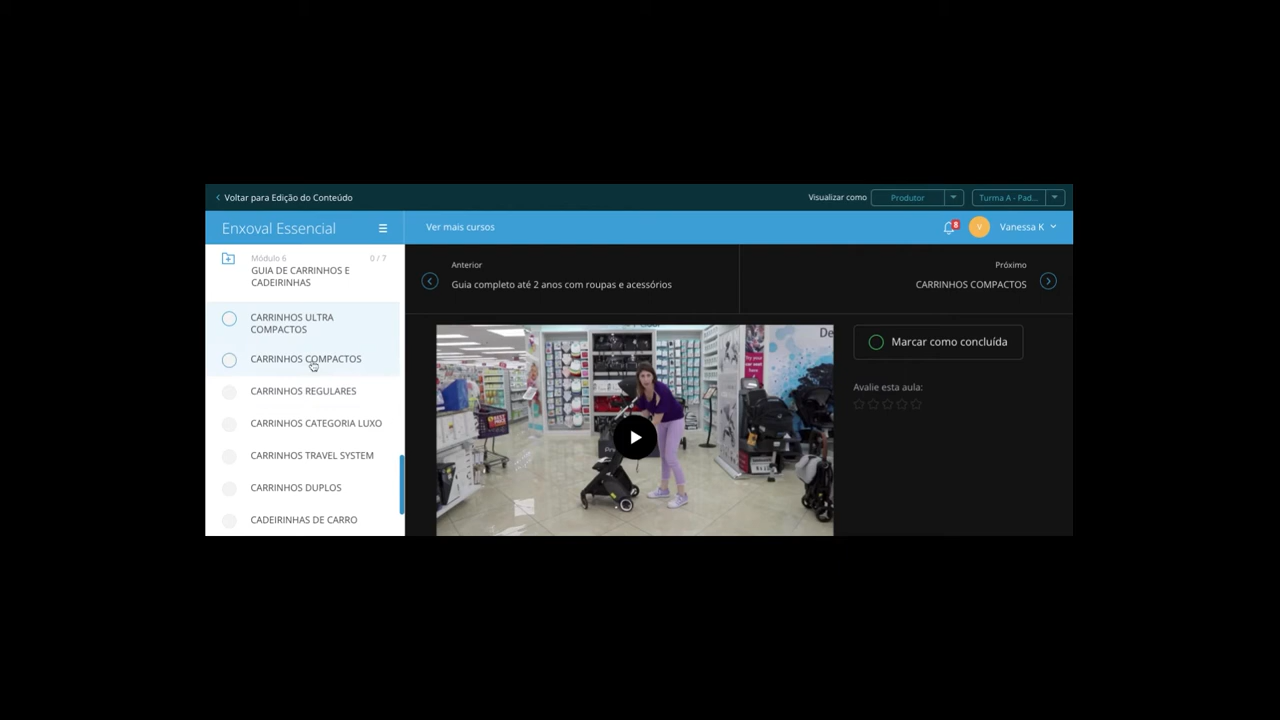 Voltar para Edição do Conteúdo
Visualizar como
Produtor
Turma A - Pad...
Enxoval Essencial
Ver mais cursos
8
V
Vanessa K
Módulo 6
0 / 7
GUIA DE CARRINHOS E
CADEIRINHAS
CARRINHOS ULTRA
COMPACTOS
CARRINHOS COMPACTOS
CARRINHOS REGULARES
CARRINHOS CATEGORIA LUXO
CARRINHOS TRAVEL SYSTEM
CARRINHOS DUPLOS
CADEIRINHAS DE CARRO
Anterior
Guia completo até 2 anos com roupas e acessórios
Próximo
CARRINHOS COMPACTOS
De
Marcar como concluída
Avalie esta aula: